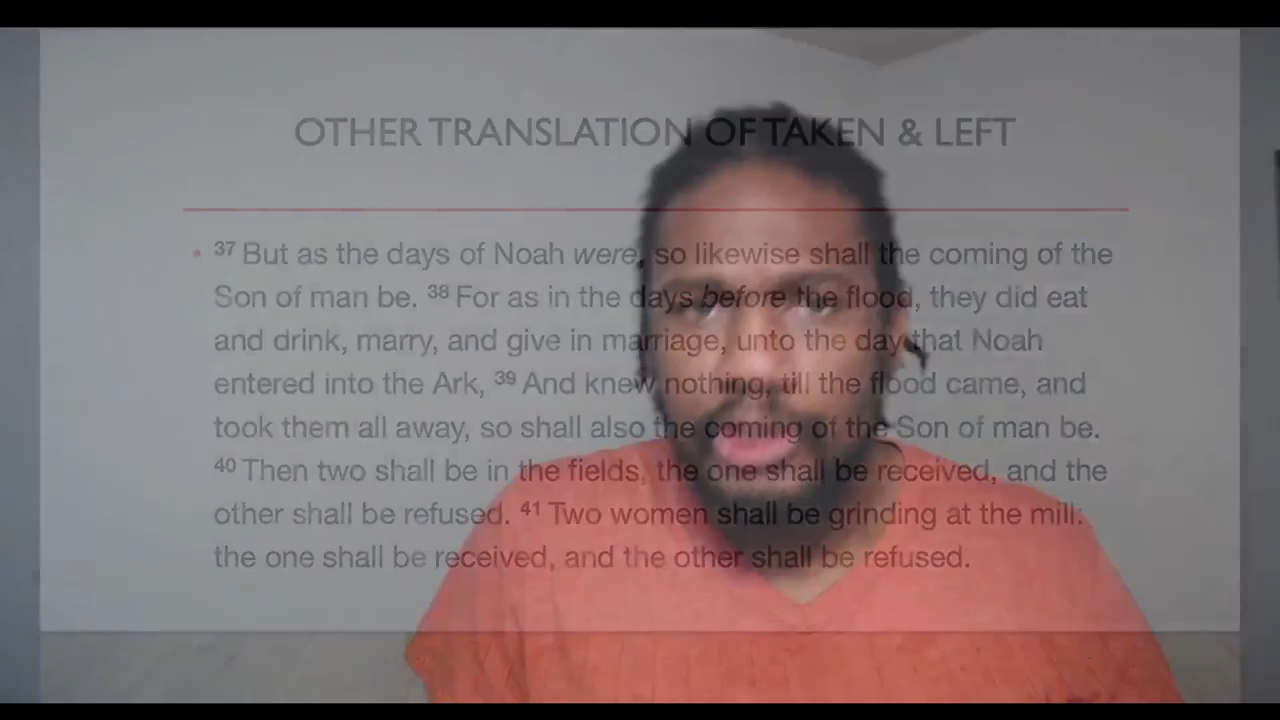 OTHER TRANSLATION OF TAKEN & LEFT
• 37 But as the days of Noah were, so likewise shall the coming of the
Son of man be. 38 For as in the days before the flood, they did eat
and drink, marry, and give in marriage, unto the day that Noah
entered into the Ark, 39 And knew nothing, till the flood came, and
took them all away, so shall also the coming of the Son of man be.
40 Then two shall be in the fields, the one shall be received, and the
other shall be refused. 41 Two women shall be grinding at the mill:
the one shall be received, and the other shall be refused.